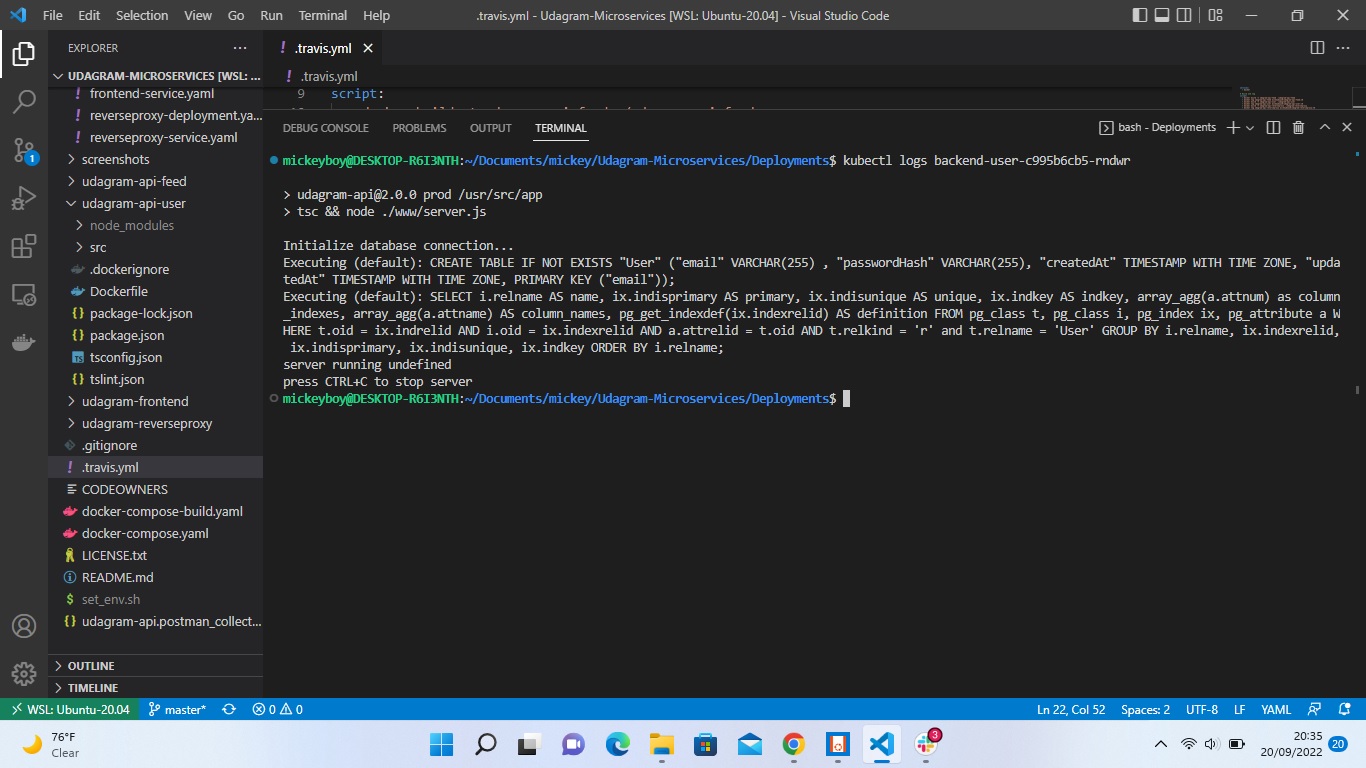 File Edit Selection View Go Run Terminal Help
.travis.yml - Udagram-Microservices [WSL: Ubuntu-20.04] - Visual Studio Code
EXPLORER
UDAGRAM-MICROSERVICES [WSL: ...
frontend-service.yaml
reverseproxy-deployment.ya...
reverseproxy-service.yaml
screenshots
udagram-api-feed
udagram-api-user
node_modules
src
.dockerignore
Dockerfile
package-lock.json
package.json
tsconfig.json
tslint.json
udagram-frontend
udagram-reverseproxy
.gitignore
.travis.yml
CODEOWNERS
docker-compose-build.yaml
docker-compose.yaml
LICENSE.txt
README.md
set_env.sh
udagram-api.postman_collect...
OUTLINE
TIMELINE
.travis.yml
.travis.yml
9 script:
DEBUG CONSOLE PROBLEMS OUTPUT TERMINAL
bash - Deployments
mickeyboy@DESKTOP-R6I3NTH:~/Documents/mickey/Udagram-Microservices/Deployments$ kubectl logs backend-user-c995b6cb5-rndwr
> udagram-api@2.0.0 prod /usr/src/app
> tsc && node ./www/server.js
Initialize database connection...
Executing (default): CREATE TABLE IF NOT EXISTS "User" ("email" VARCHAR(255) , "passwordHash" VARCHAR(255), "createdAt" TIMESTAMP WITH TIME ZONE, "upda
tedAt" TIMESTAMP WITH TIME ZONE, PRIMARY KEY ("email"));
Executing (default): SELECT i.relname AS name, ix.indisprimary AS primary, ix.indisunique AS unique, ix.indkey AS indkey, array_agg(a.attnum) as column
_indexes, array_agg(a.attname) AS column_names, pg_get_indexdef(ix.indexrelid) AS definition FROM pg_class t, pg_class i, pg_index ix, pg_attribute a W
HERE t.oid = ix.indrelid AND i.oid = ix.indexrelid AND a.attrelid = t.oid AND t.relkind = 'r' and t.relname = 'User' GROUP BY i.relname, ix.indexrelid,
ix.indisprimary, ix.indisunique, ix.indkey ORDER BY i.relname;
server running undefined
press CTRL+C to stop server
mickeyboy@DESKTOP-R6I3NTH:~/Documents/mickey/Udagram-Microservices/Deployments$
1
WSL: Ubuntu-20.04 master* 0 0
Ln 22, Col 52 Spaces: 2 UTF-8 LF YAML
76°F
Clear
3
20:35
20/09/2022
20